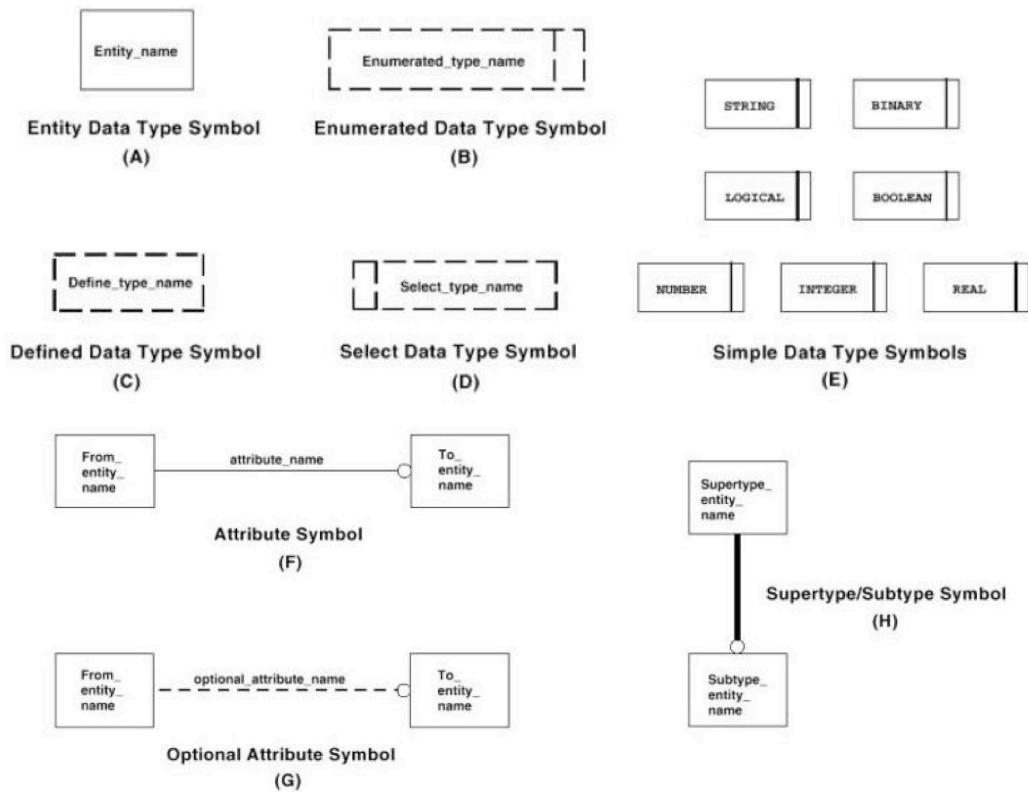 Entity_name
Entity Data Type Symbol
(A)
Enumerated_type_name
Enumerated Data Type Symbol
(B)
Define_type_name
Defined Data Type Symbol
(C)
Select_type_name
Select Data Type Symbol
(D)
STRING
BINARY
LOGICAL
BOOLEAN
NUMBER
INTEGER
REAL
Simple Data Type Symbols
(E)
From_
entity_
name
attribute_name
To_
entity_
name
Attribute Symbol
(F)
From_
entity_
name
optional_attribute_name
To_
entity_
name
Optional Attribute Symbol
(G)
Supertype_
entity_
name
Supertype/Subtype Symbol
(H)
Subtype_
entity_
name